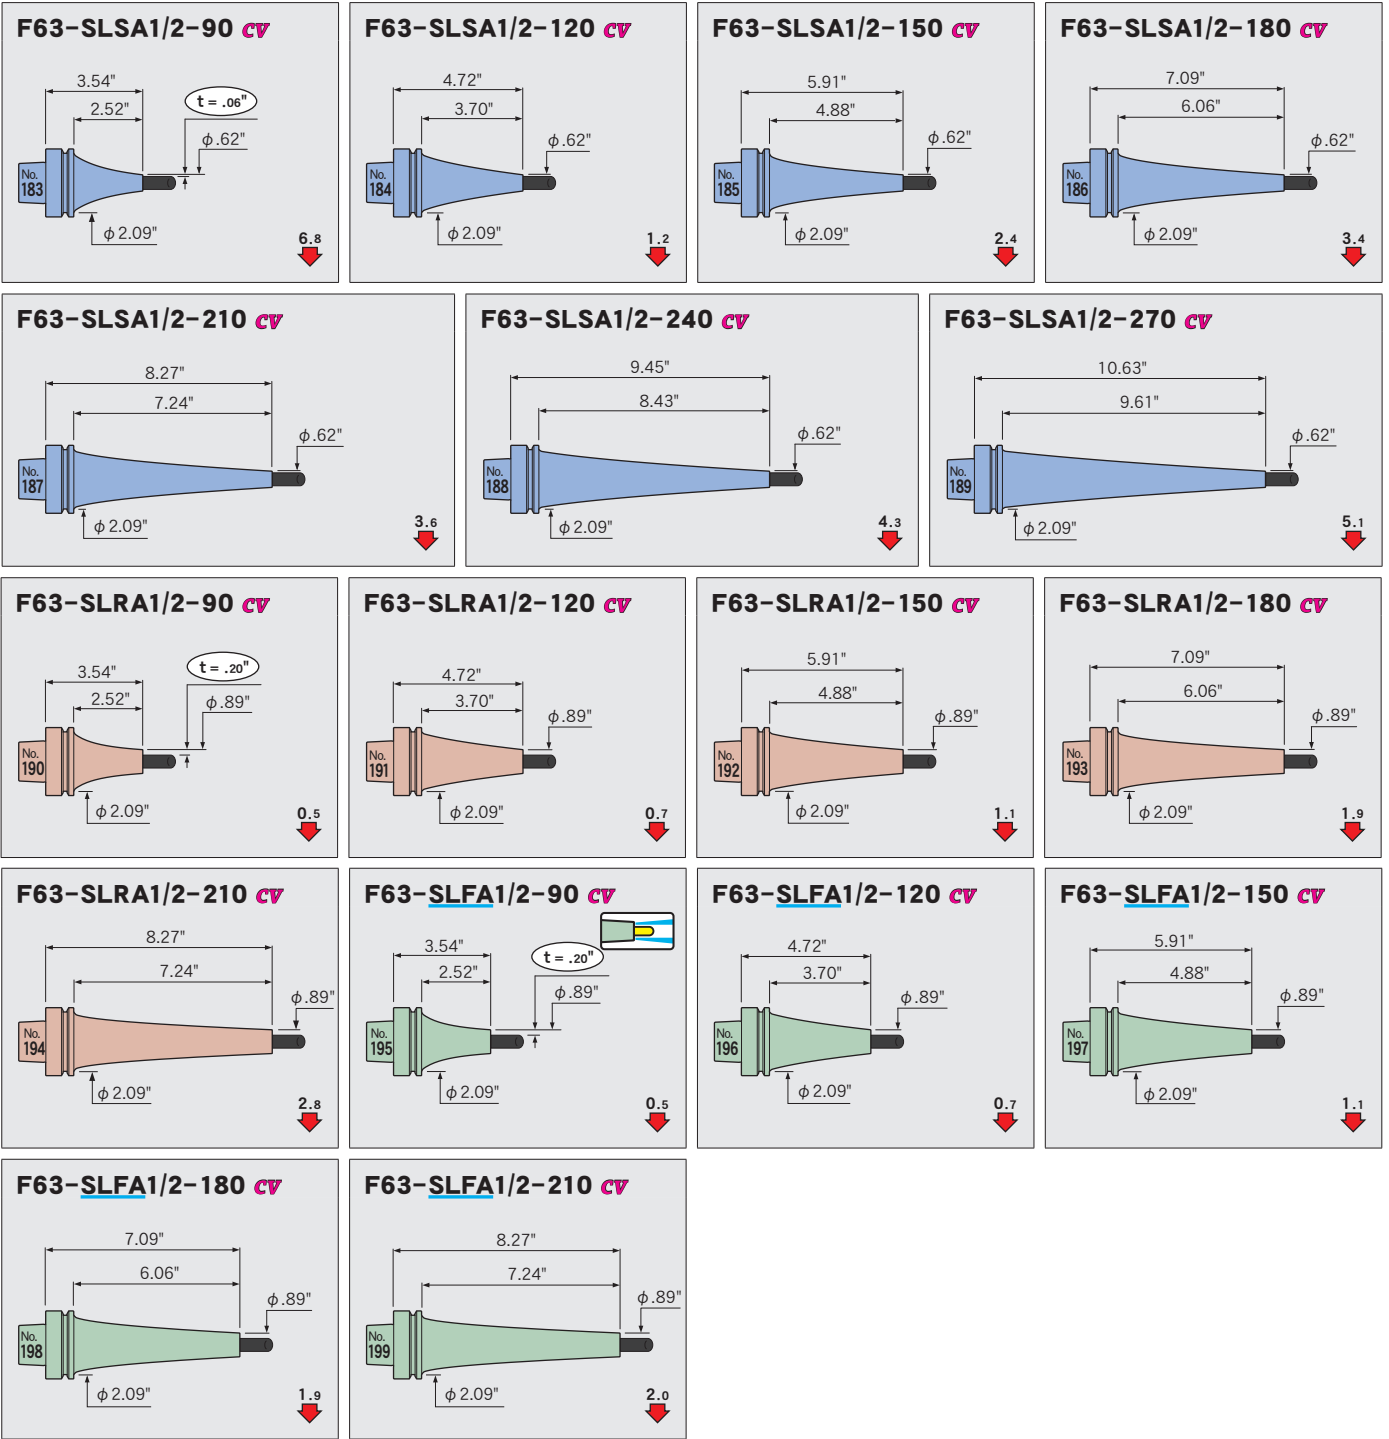 F63-SLSA1/2-90 CV
3.54"
2.52"
t = .06"
φ.62"
No.
183
φ2.09"
6.8
F63-SLSA1/2-120 CV
4.72"
3.70"
φ.62"
No.
184
φ2.09"
1.2
F63-SLSA1/2-150 CV
5.91"
4.88"
φ.62"
No.
185
φ2.09"
2.4
F63-SLSA1/2-180 CV
7.09"
6.06"
φ.62"
No.
186
φ2.09"
3.4
F63-SLSA1/2-210 CV
8.27"
7.24"
φ.62"
No.
187
φ2.09"
3.6
F63-SLSA1/2-240 CV
9.45"
8.43"
φ.62"
No.
188
φ2.09"
4.3
F63-SLSA1/2-270 CV
10.63"
9.61"
φ.62"
No.
189
φ2.09"
5.1
F63-SLRA1/2-90 CV
3.54"
2.52"
t = .20"
φ.89"
No.
190
φ2.09"
0.5
F63-SLRA1/2-120 CV
4.72"
3.70"
φ.89"
No.
191
φ2.09"
0.7
F63-SLRA1/2-150 CV
5.91"
4.88"
φ.89"
No.
192
φ2.09"
1.1
F63-SLRA1/2-180 CV
7.09"
6.06"
φ.89"
No.
193
φ2.09"
1.9
F63-SLRA1/2-210 CV
8.27"
7.24"
φ.89"
No.
194
φ2.09"
2.8
F63-SLFA1/2-90 CV
3.54"
2.52"
t = .20"
φ.89"
No.
195
φ2.09"
0.5
F63-SLFA1/2-120 CV
4.72"
3.70"
φ.89"
No.
196
φ2.09"
0.7
F63-SLFA1/2-150 CV
5.91"
4.88"
φ.89"
No.
197
φ2.09"
1.1
F63-SLFA1/2-180 CV
7.09"
6.06"
φ.89"
No.
198
φ2.09"
1.9
F63-SLFA1/2-210 CV
8.27"
7.24"
φ.89"
No.
199
φ2.09"
2.0